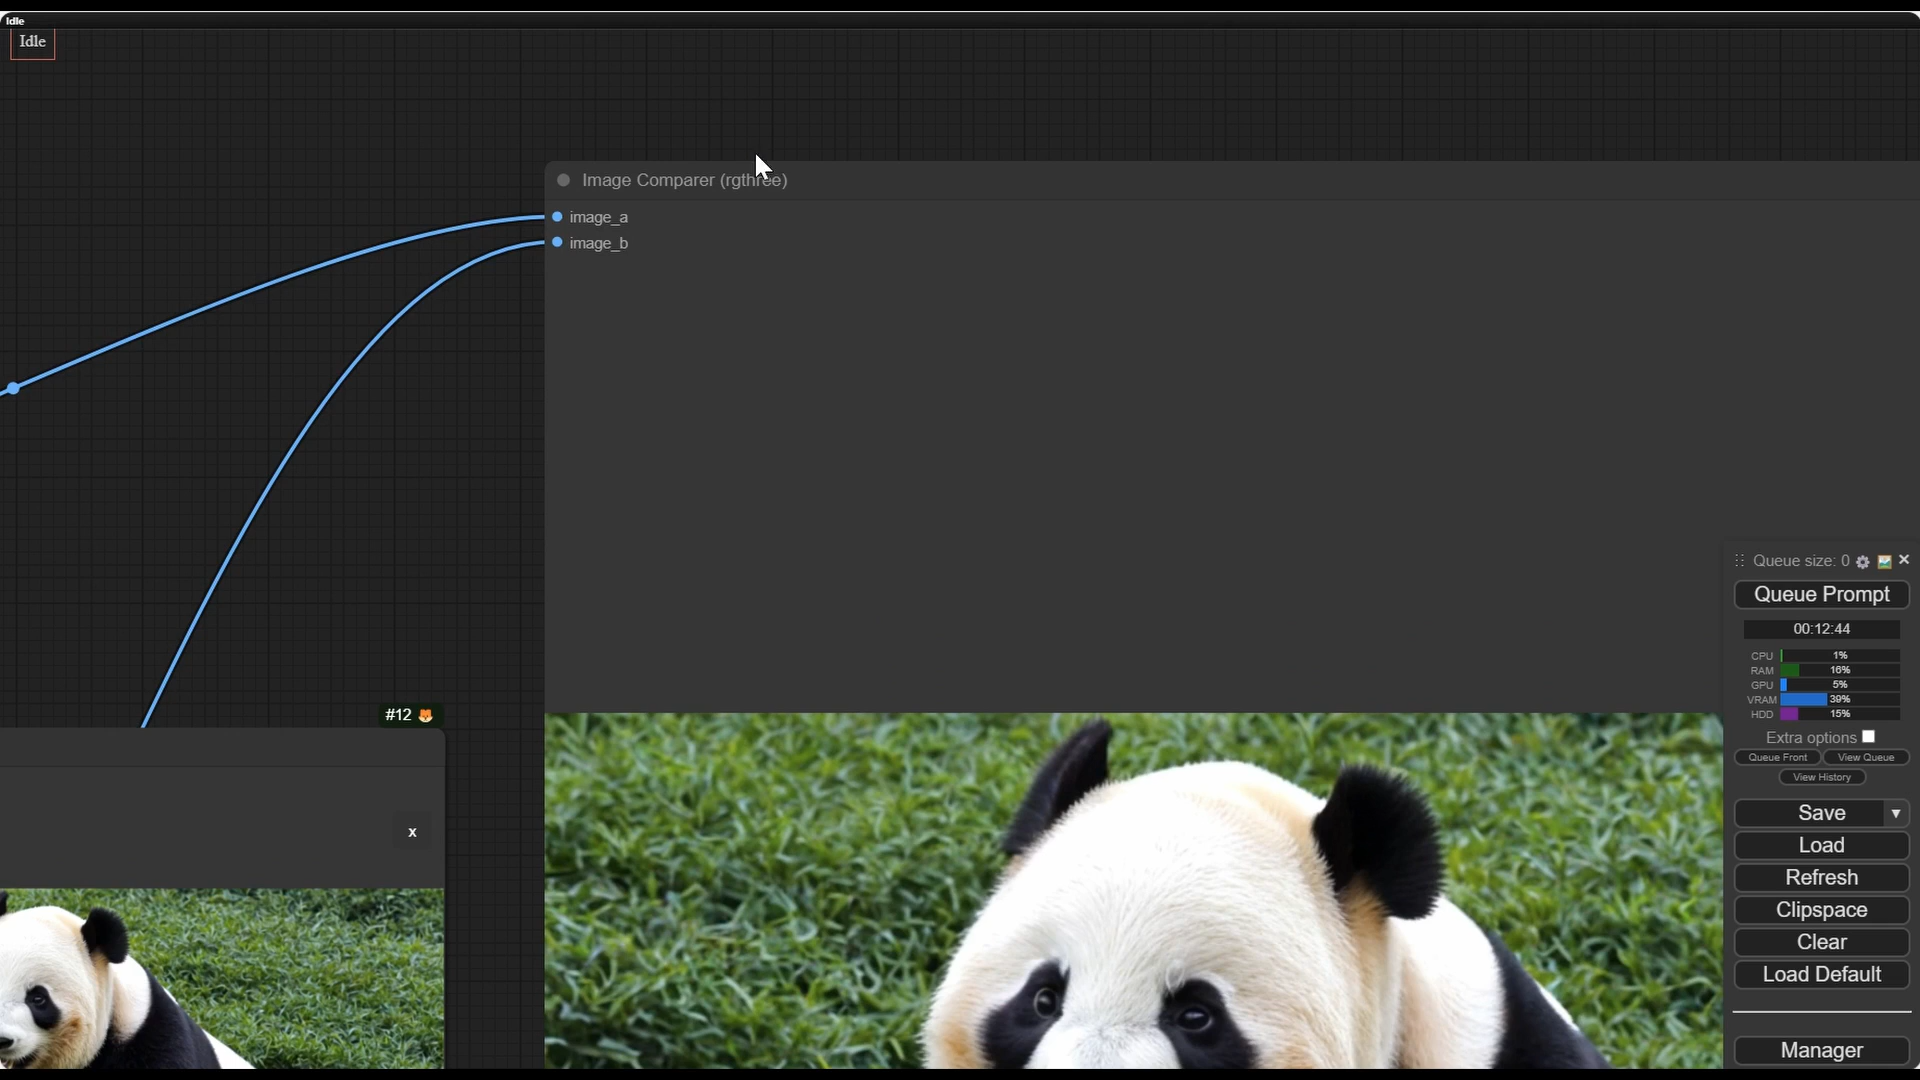 Idle
Idle
Image Comparer (rgthree)
image_a
image_b
#12
x
Queue size: 0
Queue Prompt
00:12:44
CPU 1%
RAM 16%
GPU 5%
VRAM 39%
HDD 15%
Extra options
Queue Front View Queue
View History
Save
Load
Refresh
Clipspace
Clear
Load Default
Manager